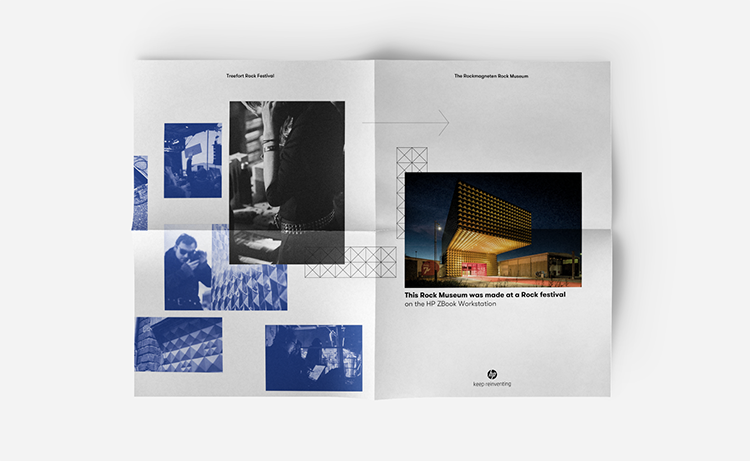 Treefort Rock Festival
The Rockmagneten Rock Museum
This Rock Museum was made at a Rock festival
on the HP ZBook Workstation
hp
keep reinventing